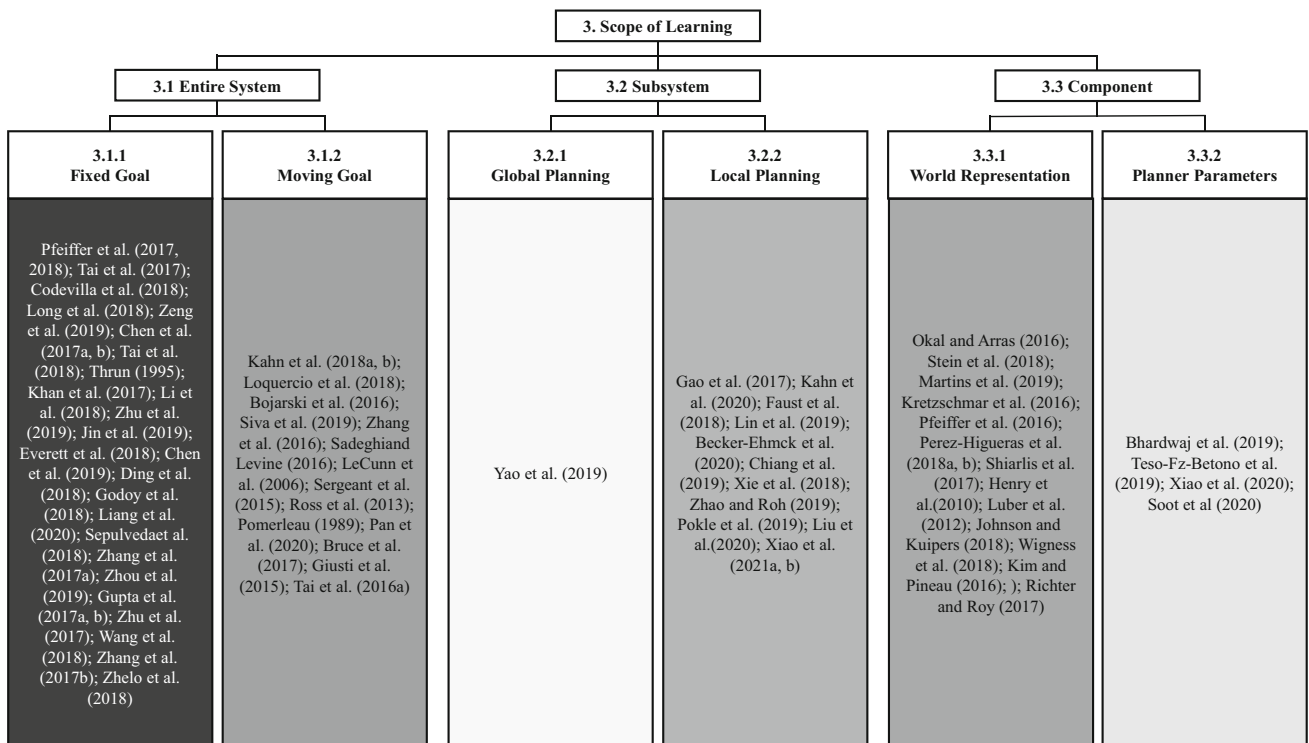 3. Scope of Learning
3.1 Entire System
3.2 Subsystem
3.3 Component
3.1.1
Fixed Goal
3.1.2
Moving Goal
3.2.1
Global Planning
3.2.2
Local Planning
3.3.1
World Representation
3.3.2
Planner Parameters
Pfeiffer et al. (2017,
2018); Tai et al. (2017);
Codevilla et al. (2018);
Long et al. (2018); Zeng
et al. (2019); Chen et al.
(2017a, b); Tai et al.
(2018); Thrun (1995);
Khan et al. (2017); Li et
al. (2018); Zhu et al.
(2019); Jin et al. (2019);
Everett et al. (2018); Chen
et al. (2019); Ding et al.
(2018); Godoy et al.
(2018); Liang et al.
(2020); Sepulvedaet al.
(2018); Zhang et al.
(2017a); Zhou et al.
(2019); Gupta et al.
(2017a, b); Zhu et al.
(2017); Wang et al.
(2018); Zhang et al.
(2017b); Zhelo et al.
(2018)
Kahn et al. (2018a, b);
Loquercio et al. (2018);
Bojarski et al. (2016);
Siva et al. (2019); Zhang
et al. (2016); Sadeghiand
Levine (2016); LeCunn et
al. (2006); Sergeant et al.
(2015); Ross et al. (2013);
Pomerleau (1989); Pan et
al. (2020); Bruce et al.
(2017); Giusti et al.
(2015); Tai et al. (2016a)
Yao et al. (2019)
Gao et al. (2017); Kahn et
al. (2020); Faust et al.
(2018); Lin et al. (2019);
Becker-Ehmck et al.
(2020); Chiang et al.
(2019); Xie et al. (2018);
Zhao and Roh (2019);
Pokle et al. (2019); Liu et
al.(2020); Xiao et al.
(2021a, b)
Okal and Arras (2016);
Stein et al. (2018);
Martins et al. (2019);
Kretzschmar et al. (2016);
Pfeiffer et al. (2016);
Perez-Higueras et al.
(2018a, b); Shiarlis et al.
(2017); Henry et
al.(2010); Luber et al.
(2012); Johnson and
Kuipers (2018); Wigness
et al. (2018); Kim and
Pineau (2016); ); Richter
and Roy (2017)
Bhardwaj et al. (2019);
Teso-Fz-Betono et al.
(2019); Xiao et al. (2020);
Soot et al (2020)